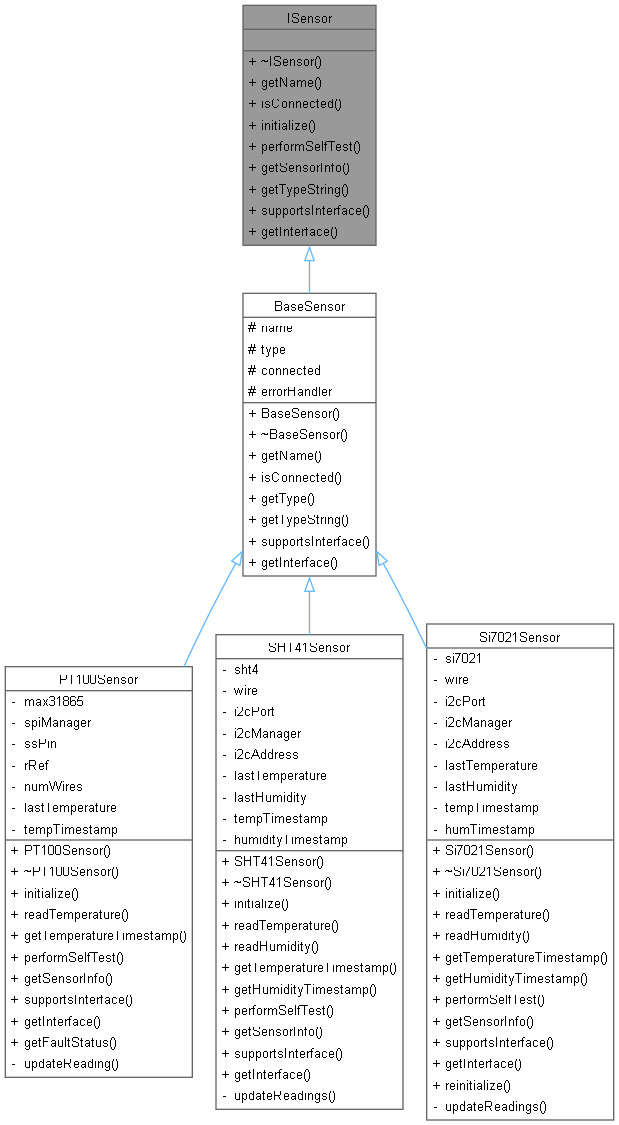 ISensor
+ ~ISensor()
+ getName()
+ isConnected()
+ initialize()
+ performSelfTest()
+ getSensorInfo()
+ getTypeString()
+ supportsInterface()
+ getInterface()
BaseSensor
# name
# type
# connected
# errorHandler
+ BaseSensor()
+ ~BaseSensor()
+ getName()
+ isConnected()
+ getType()
+ getTypeString()
+ supportsInterface()
+ getInterface()
PT100Sensor
- max31865
- spiManager
- ssPin
- rRef
- numWires
- lastTemperature
- tempTimestamp
+ PT100Sensor()
+ ~PT100Sensor()
+ initialize()
+ readTemperature()
+ getTemperatureTimestamp()
+ performSelfTest()
+ getSensorInfo()
+ supportsInterface()
+ getInterface()
+ getFaultStatus()
- updateReading()
SHT41Sensor
- sht4
- wire
- i2cPort
- i2cManager
- i2cAddress
- lastTemperature
- lastHumidity
- tempTimestamp
- humidityTimestamp
+ SHT41Sensor()
+ ~SHT41Sensor()
+ initialize()
+ readTemperature()
+ readHumidity()
+ getTemperatureTimestamp()
+ getHumidityTimestamp()
+ performSelfTest()
+ getSensorInfo()
+ supportsInterface()
+ getInterface()
- updateReadings()
Si7021Sensor
- si7021
- wire
- i2cPort
- i2cManager
- i2cAddress
- lastTemperature
- lastHumidity
- tempTimestamp
- humTimestamp
+ Si7021Sensor()
+ ~Si7021Sensor()
+ initialize()
+ readTemperature()
+ readHumidity()
+ getTemperatureTimestamp()
+ getHumidityTimestamp()
+ performSelfTest()
+ getSensorInfo()
+ supportsInterface()
+ getInterface()
+ reinitialize()
- updateReadings()